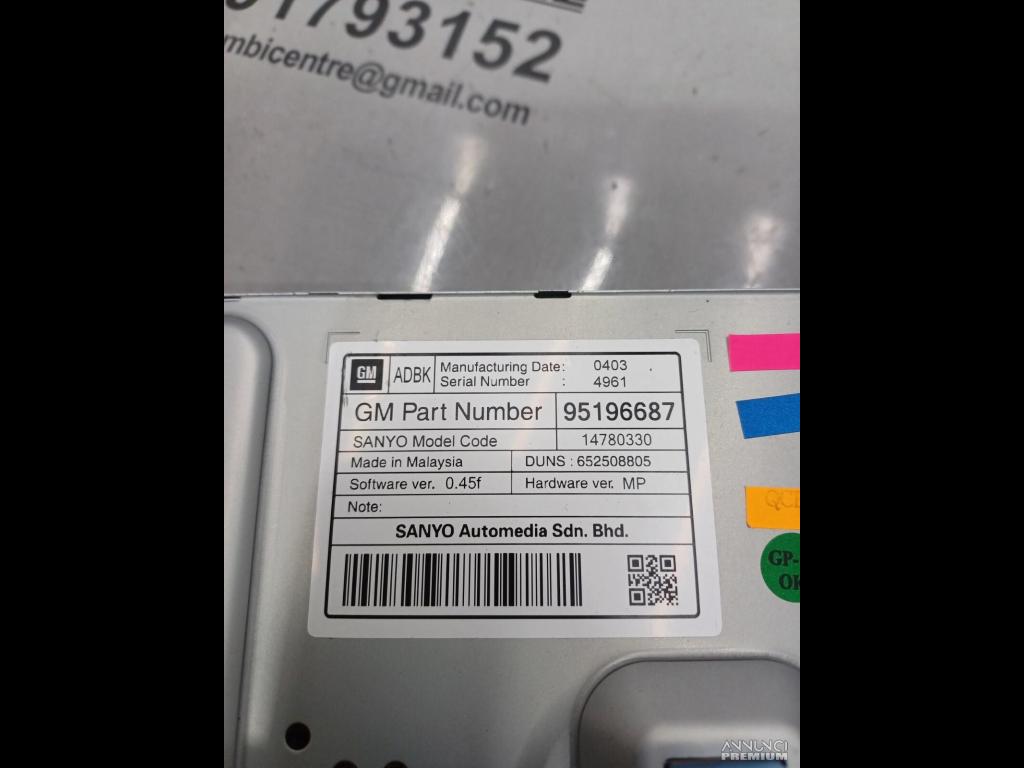 793152
mbicentre@gmail.com
GM
ADBK
Manufacturing Date: 0403
Serial Number : 4961
GM Part Number 95196687
SANYO Model Code 14780330
Made in Malaysia DUNS : 652508805
Software ver. 0.45f Hardware ver. MP
Note:
SANYO Automedia Sdn. Bhd.
GP-
OK
ANNUNCI
PREMIUM